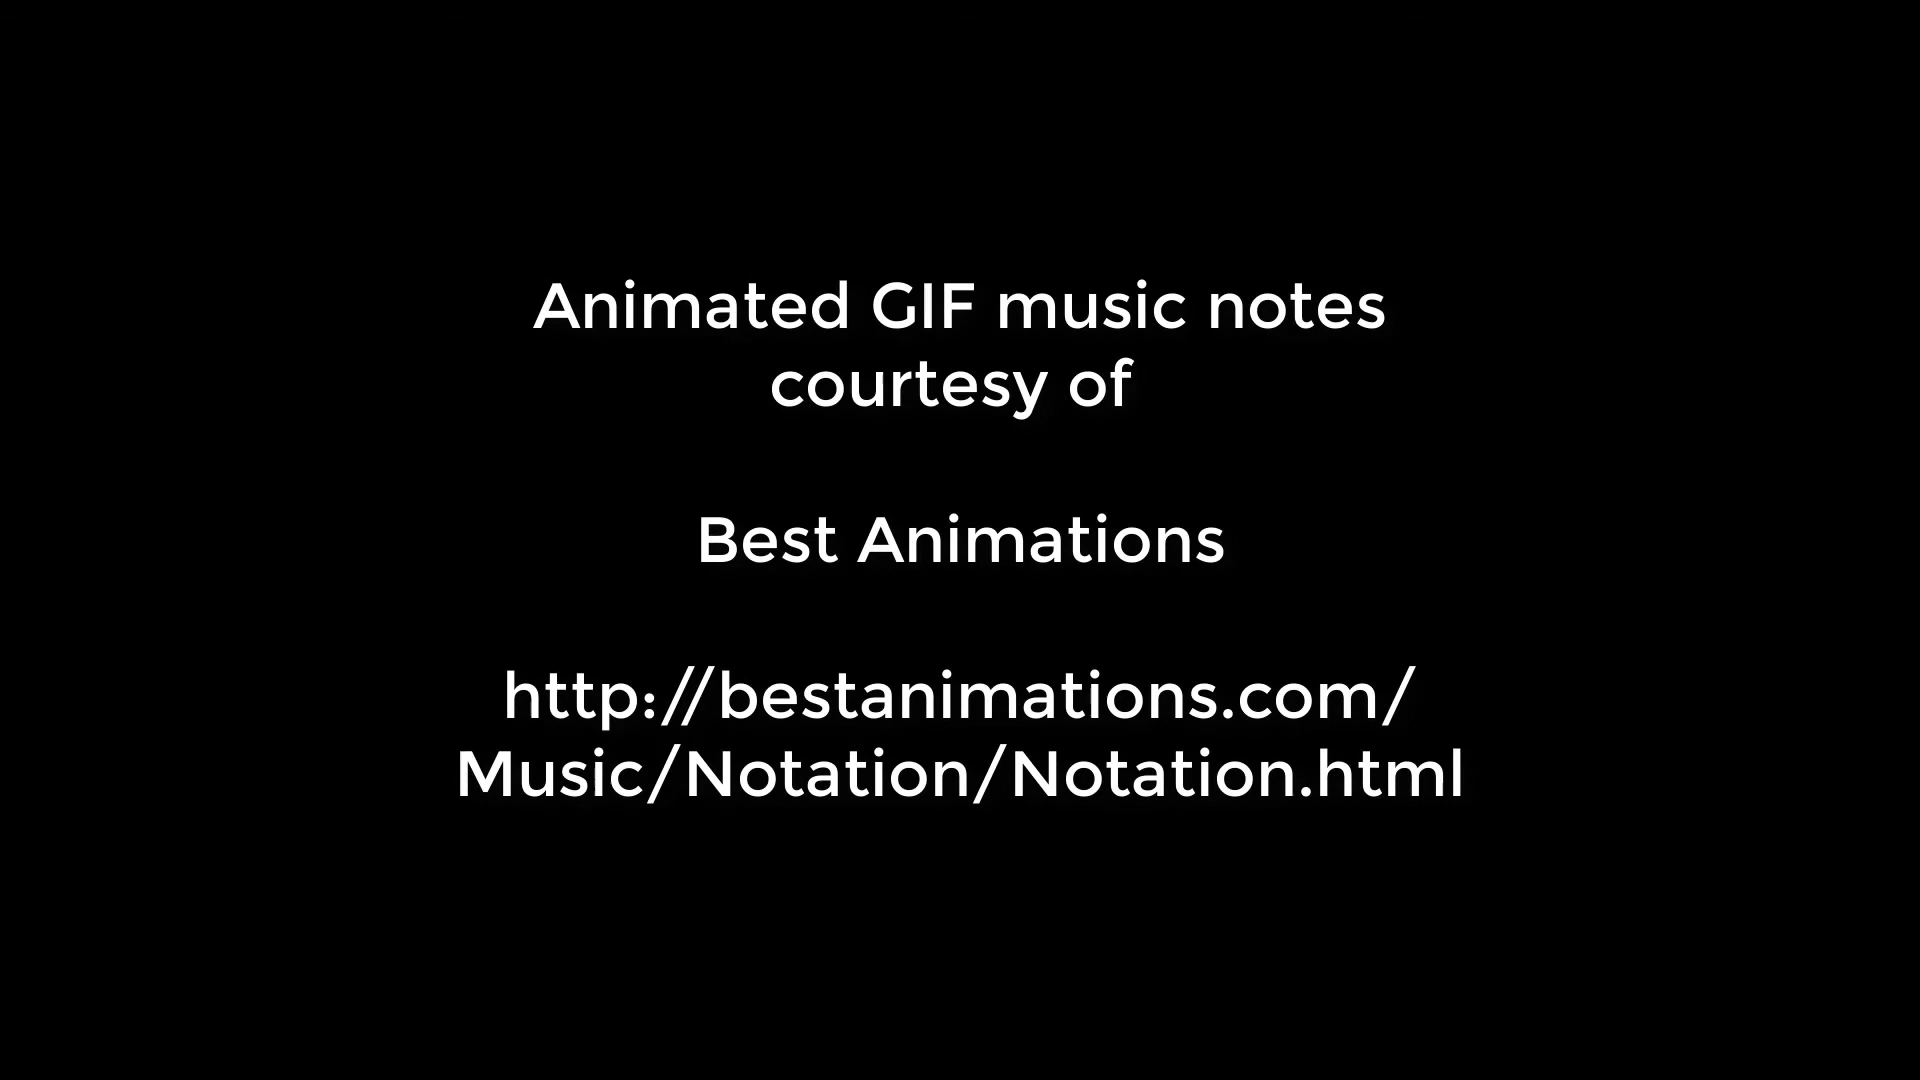 Animated GIF music notes
courtesy of
Best Animations
http://bestanimations.com/
Music/Notation/Notation.html